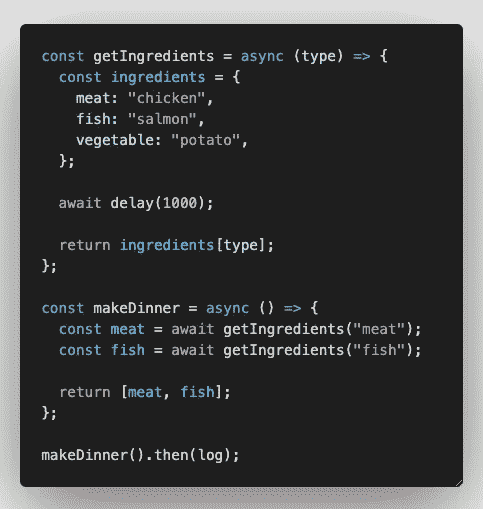 const getIngredients = async (type) => {
  const ingredients = {
    meat: "chicken",
    fish: "salmon",
    vegetable: "potato",
  };

  await delay(1000);

  return ingredients[type];
};

const makeDinner = async () => {
  const meat = await getIngredients("meat");
  const fish = await getIngredients("fish");

  return [meat, fish];
};

makeDinner().then(log);